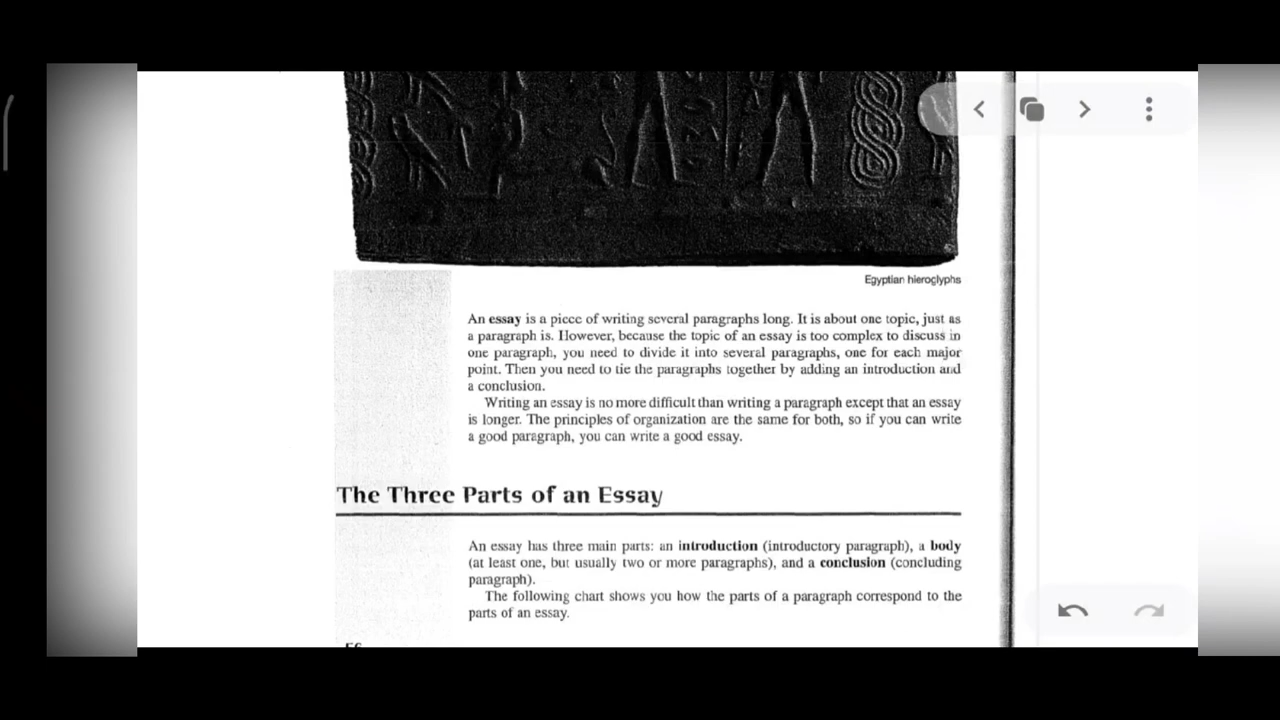 Egyptian hieroglyphs
An essay is a piece of writing several paragraphs long. It is about one topic, just as
a paragraph is. However, because the topic of an essay is too complex to discuss in
one paragraph, you need to divide it into several paragraphs, one for each major
point. Then you need to tie the paragraphs together by adding an introduction and
a conclusion.
Writing an essay is no more difficult than writing a paragraph except that an essay
is longer. The principles of organization are the same for both, so if you can write
a good paragraph, you can write a good essay.
The Three Parts of an Essay
An essay has three main parts: an introduction (introductory paragraph), a body
(at least one, but usually two or more paragraphs), and a conclusion (concluding
paragraph).
The following chart shows you how the parts of a paragraph correspond to the
parts of an essay.